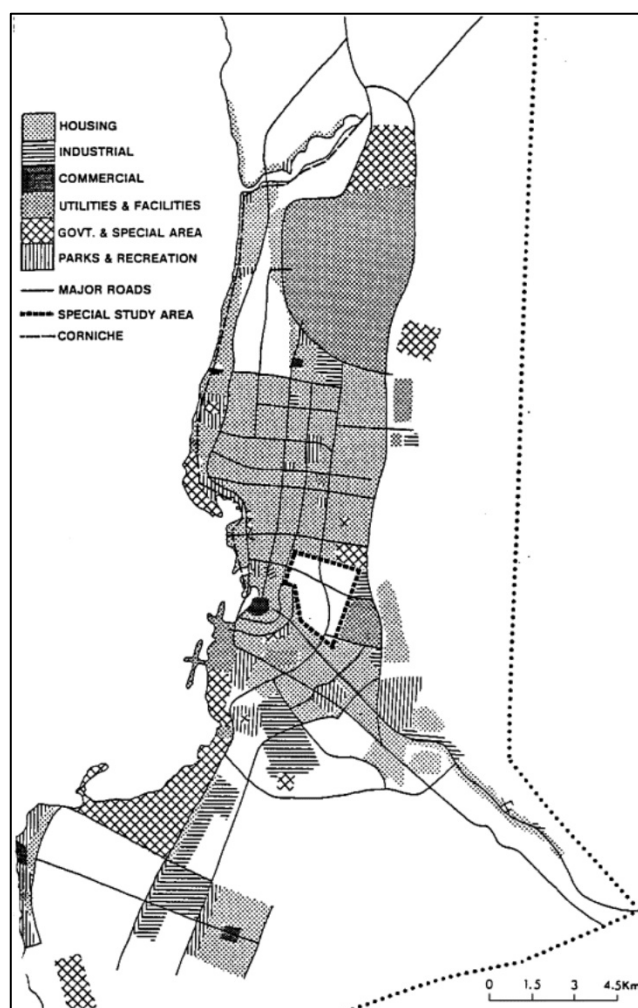 HOUSING
INDUSTRIAL
COMMERCIAL
UTILITIES & FACILITIES
GOVT. & SPECIAL AREA
PARKS & RECREATION
MAJOR ROADS
SPECIAL STUDY AREA
CORNICHE
0 1.5 3 4.5Km